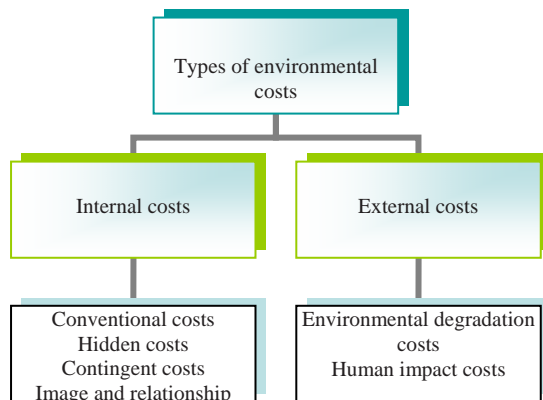 Types of environmental
costs
Internal costs
External costs
Conventional costs
Hidden costs
Contingent costs
Image and relationship
Environmental degradation
costs
Human impact costs